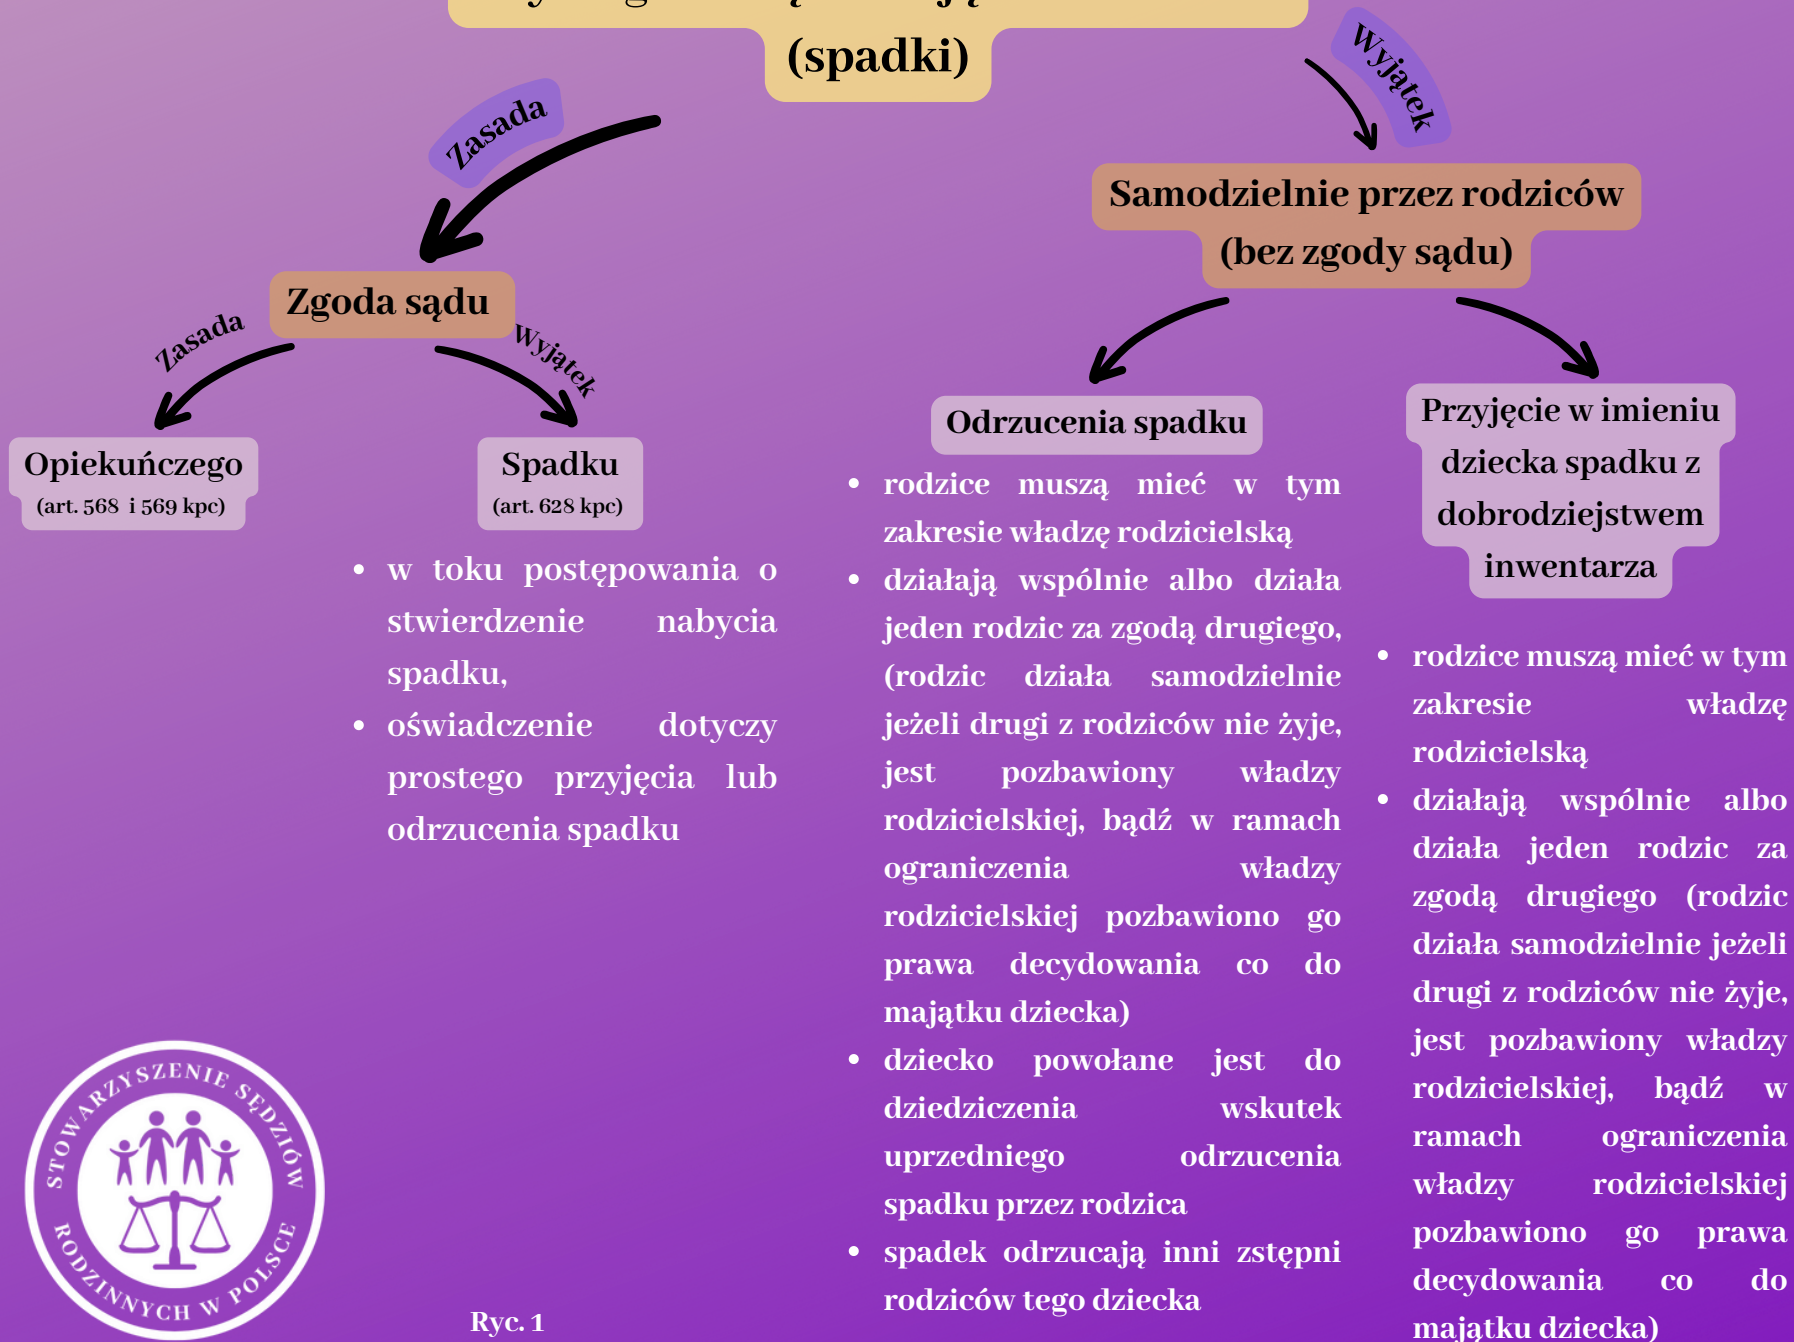 (spadki)
Zasada
Wyjątek
Zgoda sądu
Zasada
Wyjątek
Opiekuńczego
(art. 568 i 569 kpc)
Spadku
(art. 628 kpc)
w toku postępowania o
stwierdzenie nabycia
spadku,
oświadczenie dotyczy
prostego przyjęcia lub
odrzucenia spadku
Samodzielnie przez rodziców
(bez zgody sądu)
Odrzucenia spadku
rodzice muszą mieć w tym
zakresie władzę rodzicielską
działają wspólnie albo działa
jeden rodzic za zgodą drugiego,
(rodzic działa samodzielnie
jeżeli drugi z rodziców nie żyje,
jest pozbawiony władzy
rodzicielskiej, bądź w ramach
ograniczenia władzy
rodzicielskiej pozbawiono go
prawa decydowania co do
majątku dziecka)
dziecko powołane jest do
dziedziczenia wskutek
uprzedniego odrzucenia
spadku przez rodzica
spadek odrzucają inni zstępni
rodziców tego dziecka
Przyjęcie w imieniu
dziecka spadku z
dobrodziejstwem
inwentarza
rodzice muszą mieć w tym
zakresie władzę
rodzicielską
działają wspólnie albo
działa jeden rodzic za
zgodą drugiego (rodzic
działa samodzielnie jeżeli
drugi z rodziców nie żyje,
jest pozbawiony władzy
rodzicielskiej, bądź w
ramach ograniczenia
władzy rodzicielskiej
pozbawiono go prawa
decydowania co do
majątku dziecka)
STOWARZYSZENIE SĘDZIÓW
RODZINNYCH W POLSCE
Ryc. 1